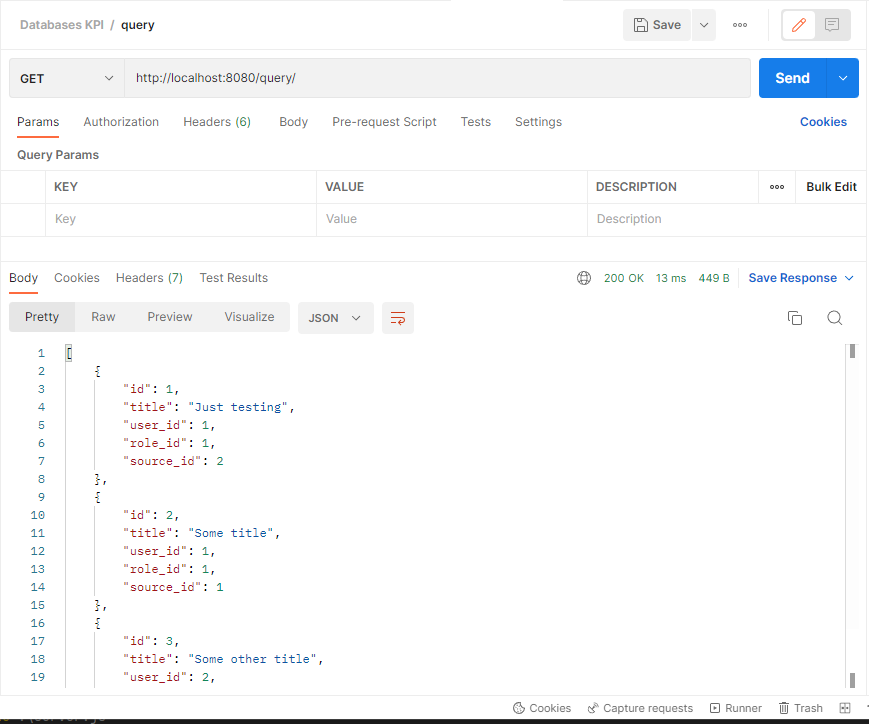 Databases KPI / query
Save
GET
http://localhost:8080/query/
Send
Params Authorization Headers (6) Body Pre-request Script Tests Settings Cookies
Query Params
KEY VALUE DESCRIPTION Bulk Edit
Key Value Description
Body Cookies Headers (7) Test Results 200 OK 13 ms 449 B Save Response
Pretty Raw Preview Visualize JSON
1 [
2 {
3 "id": 1,
4 "title": "Just testing",
5 "user_id": 1,
6 "role_id": 1,
7 "source_id": 2
8 },
9 {
10 "id": 2,
11 "title": "Some title",
12 "user_id": 1,
13 "role_id": 1,
14 "source_id": 1
15 },
16 {
17 "id": 3,
18 "title": "Some other title",
19 "user_id": 2,
Cookies Capture requests Runner Trash